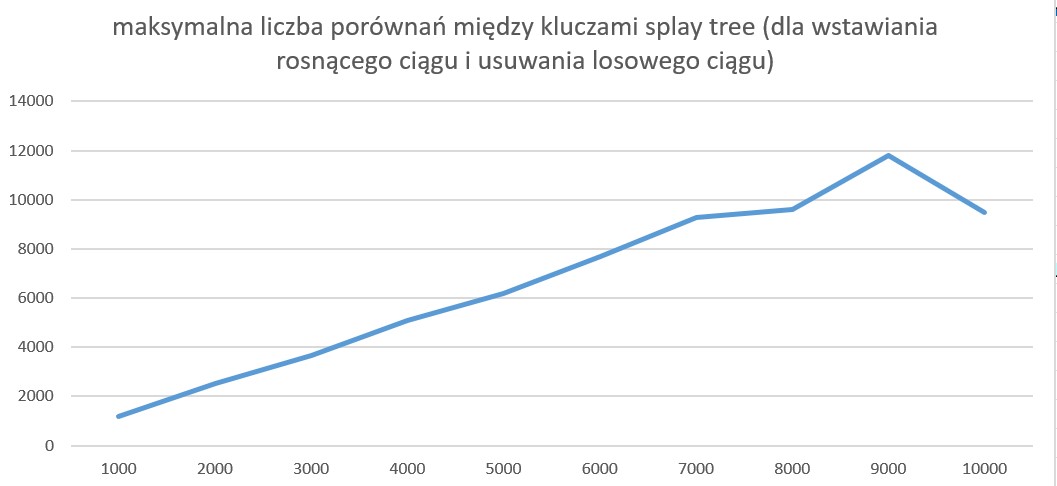 maksymalna liczba porównań między kluczami splay tree (dla wstawiania
rosnącego ciągu i usuwania losowego ciągu)
14000
12000
10000
8000
6000
4000
2000
0
1000 2000 3000 4000 5000 6000 7000 8000 9000 10000